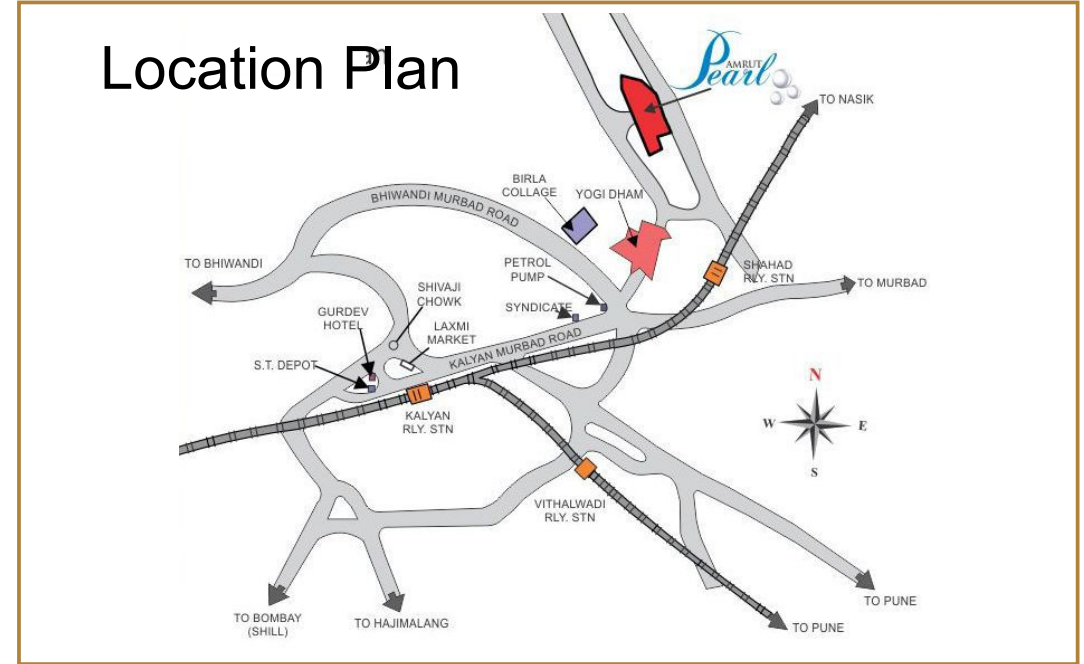 Location Plan
AMRUT
Pearl
TO NASIK
BIRLA
COLLAGE
YOGI DHAM
BHIWANDI MURBAD ROAD
TO BHIWANDI
PETROL
PUMP
SHAHAD
RLY. STN
TO MURBAD
SHIVAJI
CHOWK
SYNDICATE
GURDEV
HOTEL
LAXMI
MARKET
KALYAN MURBAD ROAD
S.T. DEPOT
N
W
E
S
KALYAN
RLY. STN
VITHALWADI
RLY. STN
TO PUNE
TO BOMBAY
(SHILL)
TO HAJIMALANG
TO PUNE